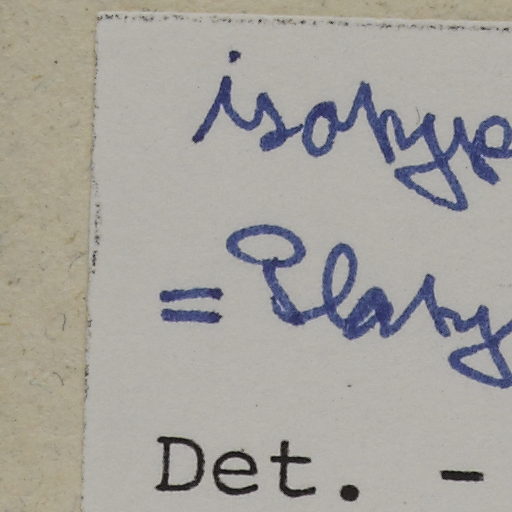 isotype
= Platy
Det. -